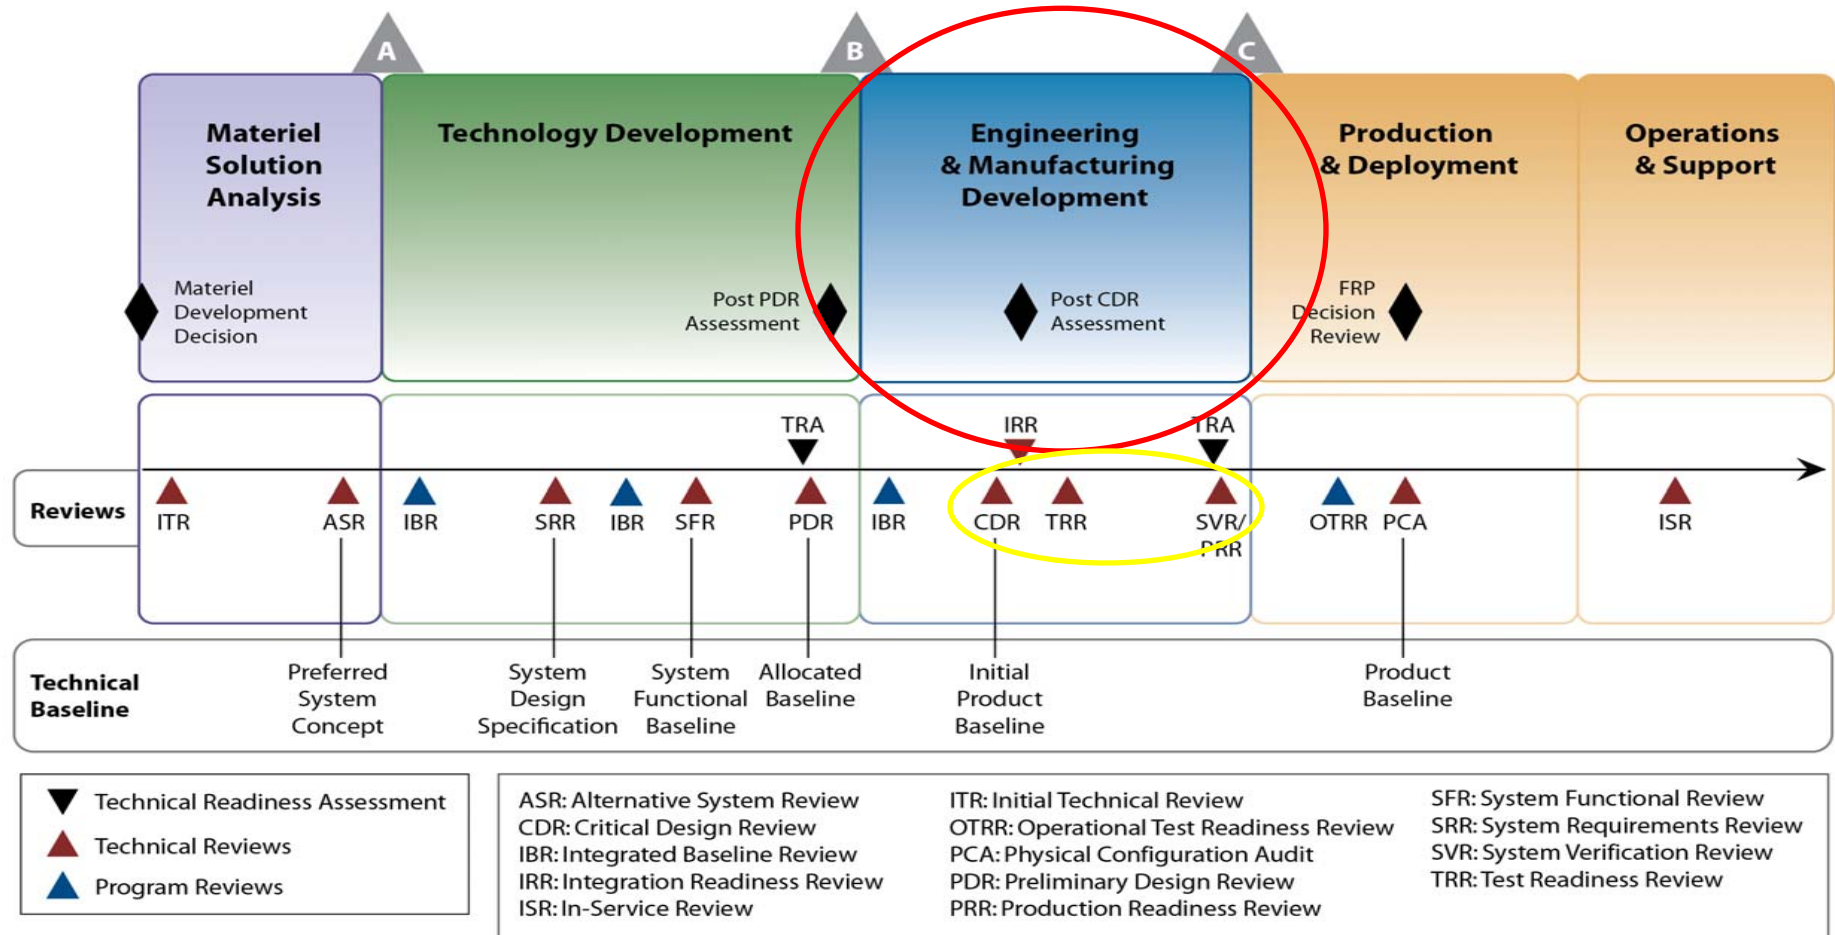 A
B
C
Materiel
Solution
Analysis
Technology Development
Engineering
& Manufacturing
Development
Production
& Deployment
Operations
& Support
Materiel
Development
Decision
Post PDR
Assessment
Post CDR
Assessment
FRP
Decision
Review
TRA
IRR
TRA
Reviews
ITR
ASR
IBR
SRR
IBR
SFR
PDR
IBR
CDR
TRR
SVR/
PRR
OTRR
PCA
ISR
Technical
Baseline
Preferred
System
Concept
System
Design
Specification
System
Functional
Baseline
Allocated
Baseline
Initial
Product
Baseline
Product
Baseline
Technical Readiness Assessment
Technical Reviews
Program Reviews
ASR: Alternative System Review
CDR: Critical Design Review
IBR: Integrated Baseline Review
IRR: Integration Readiness Review
ISR: In-Service Review
ITR: Initial Technical Review
OTRR: Operational Test Readiness Review
PCA: Physical Configuration Audit
PDR: Preliminary Design Review
PRR: Production Readiness Review
SFR: System Functional Review
SRR: System Requirements Review
SVR: System Verification Review
TRR: Test Readiness Review